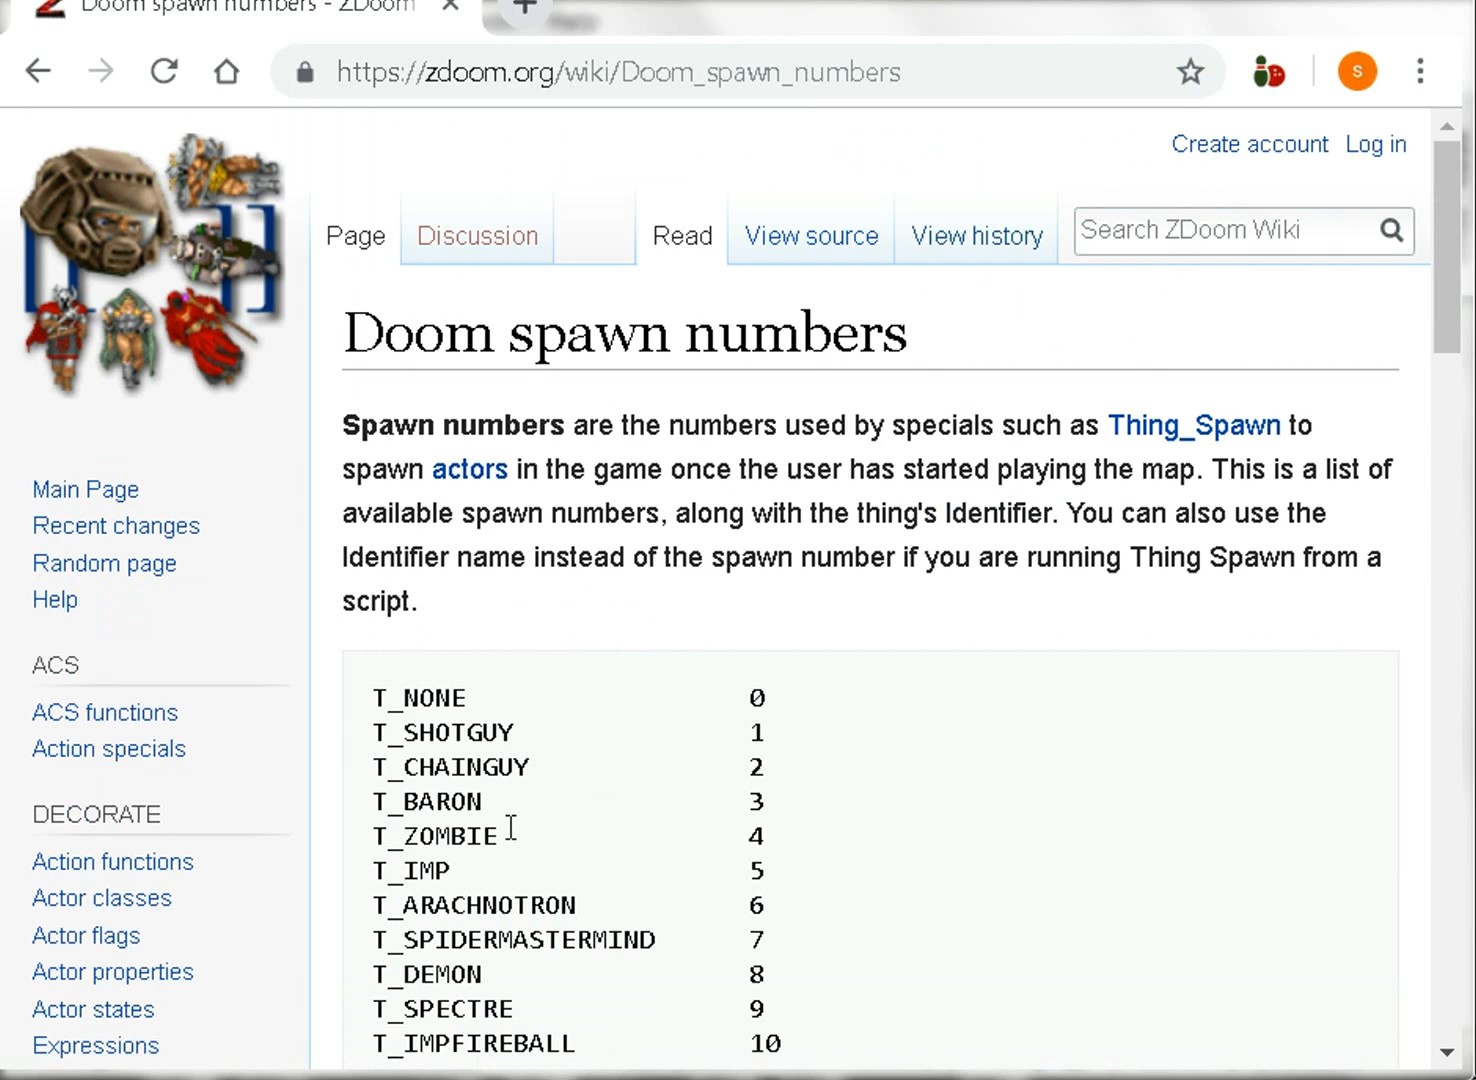 Doom spawn numbers - ZDoom
https://zdoom.org/wiki/Doom_spawn_numbers
S
Create account Log in
Page Discussion Read View source View history Search ZDoom Wiki
Doom spawn numbers
Spawn numbers are the numbers used by specials such as Thing_Spawn to
spawn actors in the game once the user has started playing the map. This is a list of
available spawn numbers, along with the thing's Identifier. You can also use the
Identifier name instead of the spawn number if you are running Thing Spawn from a
script.
Main Page
Recent changes
Random page
Help
ACS
ACS functions
Action specials
DECORATE
Action functions
Actor classes
Actor flags
Actor properties
Actor states
Expressions
T_NONE 0
T_SHOTGUY 1
T_CHAINGUY 2
T_BARON 3
T_ZOMBIE 4
T_IMP 5
T_ARACHNOTRON 6
T_SPIDERMASTERMIND 7
T_DEMON 8
T_SPECTRE 9
T_IMPFIREBALL 10